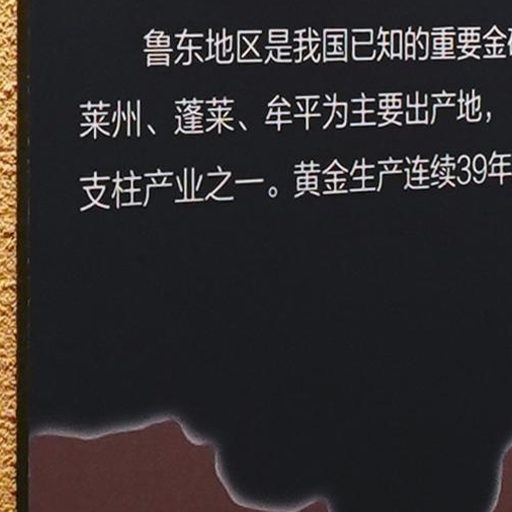 鲁东地区是我国已知的重要金
莱州、蓬莱、牟平为主要出产地，
支柱产业之一。黄金生产连续39年